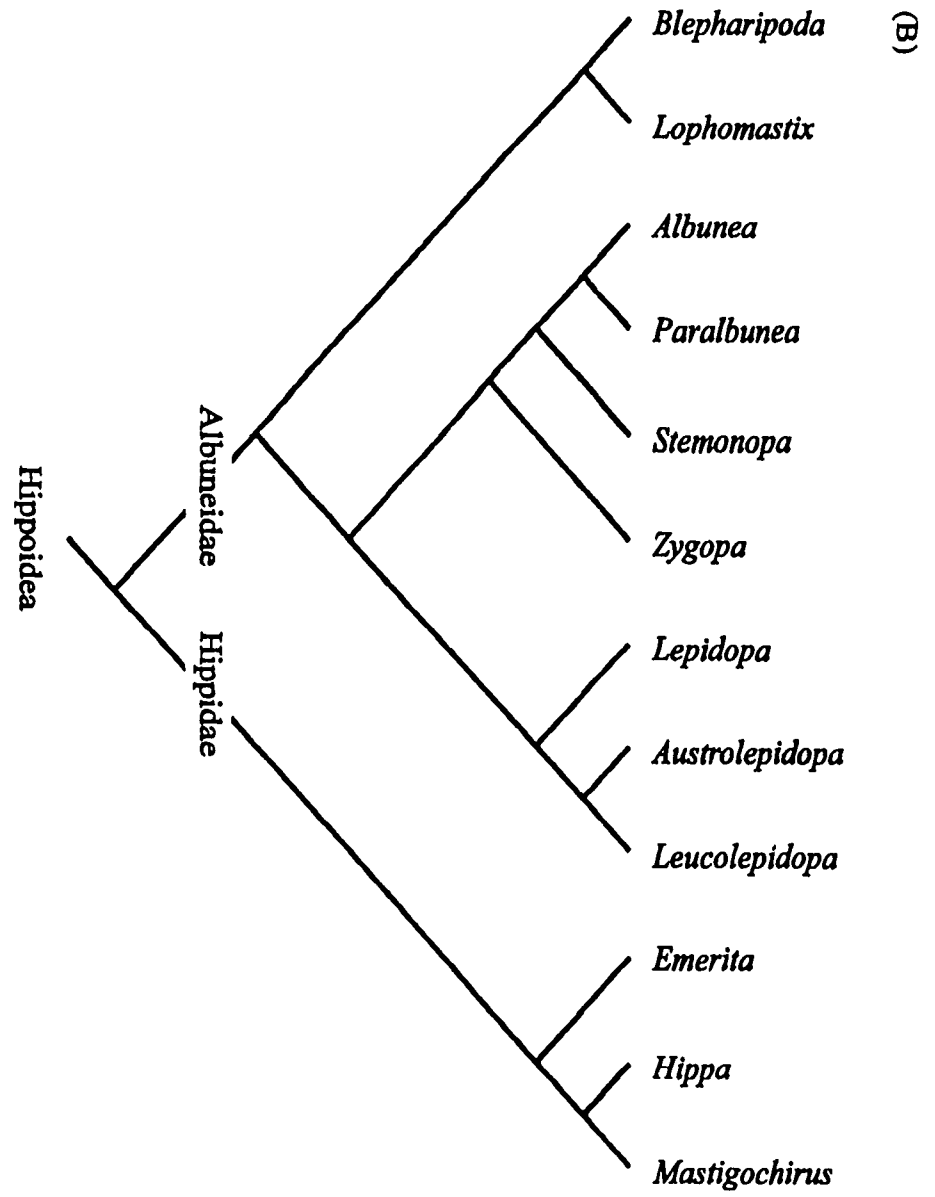 (B)
Blepharipoda
Lophomastix
Albunea
Paralbunea
Stemonopa
Zygopa
Lepidopa
Austrolepidopa
Leucolepidopa
Emerita
Hippa
Mastigochirus
Albuneidae
Hippidae
Hippoidea